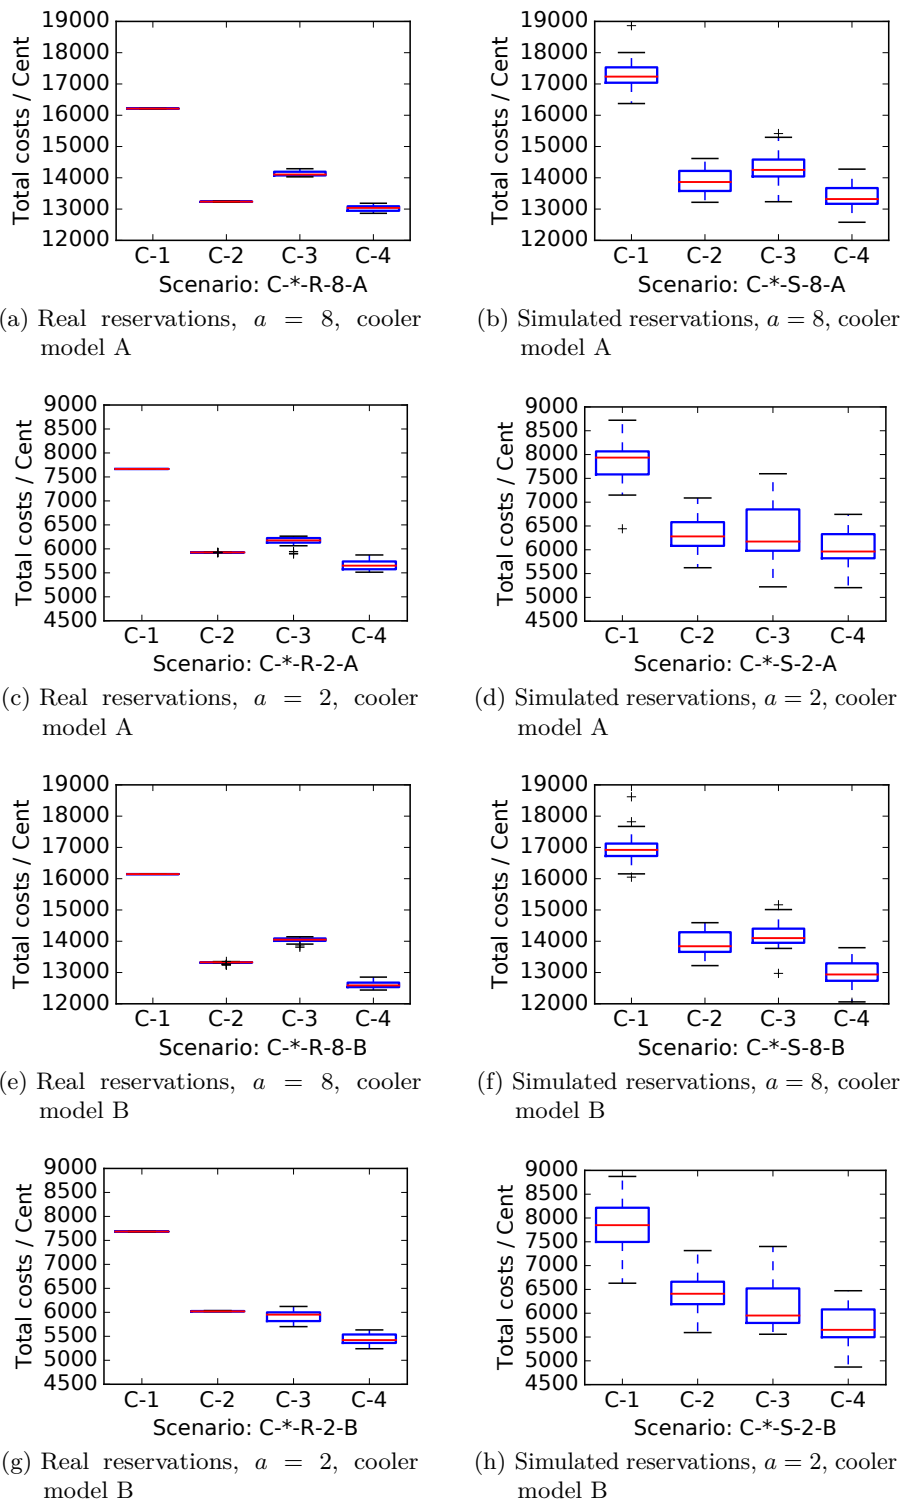 19000
18000
17000
16000
15000
14000
13000
12000
Total costs / Cent
C-1 C-2 C-3 C-4
Scenario: C-*-R-8-A
(a) Real reservations, a = 8, cooler
model A
19000
18000
17000
16000
15000
14000
13000
12000
Total costs / Cent
C-1 C-2 C-3 C-4
Scenario: C-*-S-8-A
(b) Simulated reservations, a = 8, cooler
model A
9000
8500
8000
7500
7000
6500
6000
5500
5000
4500
Total costs / Cent
C-1 C-2 C-3 C-4
Scenario: C-*-R-2-A
(c) Real reservations, a = 2, cooler
model A
9000
8500
8000
7500
7000
6500
6000
5500
5000
4500
Total costs / Cent
C-1 C-2 C-3 C-4
Scenario: C-*-S-2-A
(d) Simulated reservations, a = 2, cooler
model A
19000
18000
17000
16000
15000
14000
13000
12000
Total costs / Cent
C-1 C-2 C-3 C-4
Scenario: C-*-R-8-B
(e) Real reservations, a = 8, cooler
model B
19000
18000
17000
16000
15000
14000
13000
12000
Total costs / Cent
C-1 C-2 C-3 C-4
Scenario: C-*-S-8-B
(f) Simulated reservations, a = 8, cooler
model B
9000
8500
8000
7500
7000
6500
6000
5500
5000
4500
Total costs / Cent
C-1 C-2 C-3 C-4
Scenario: C-*-R-2-B
(g) Real reservations, a = 2, cooler
model B
9000
8500
8000
7500
7000
6500
6000
5500
5000
4500
Total costs / Cent
C-1 C-2 C-3 C-4
Scenario: C-*-S-2-B
(h) Simulated reservations, a = 2, cooler
model B